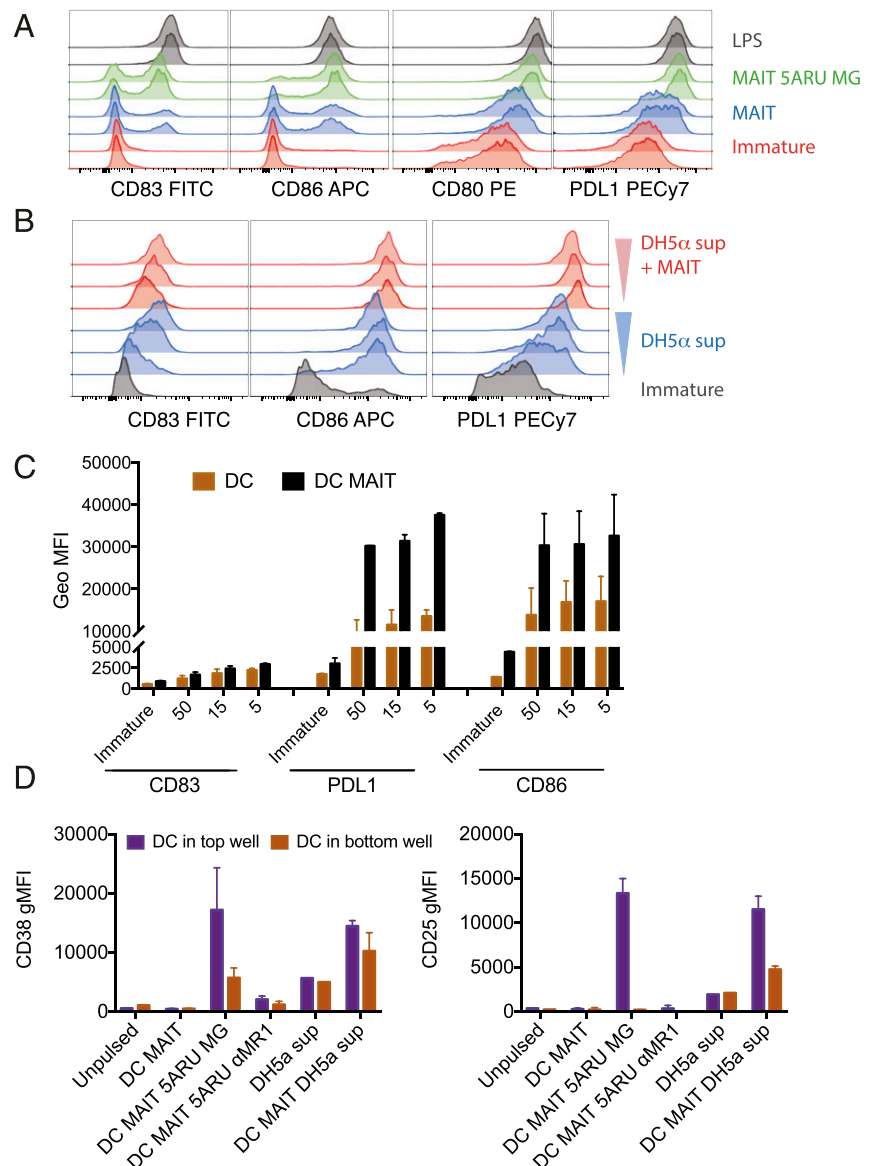 A
LPS
MAIT 5ARU MG
MAIT
Immature
CD83 FITC
CD86 APC
CD80 PE
PDL1 PECy7
B
DH5α sup
+ MAIT
DH5α sup
Immature
CD83 FITC
CD86 APC
PDL1 PECy7
C
DC
DC MAIT
Geo MFI
50000
40000
30000
20000
10000
5000
2500
0
Immature
50
15
5
Immature
50
15
5
Immature
50
15
5
CD83
PDL1
CD86
D
DC in top well
DC in bottom well
CD38 gMFI
30000
20000
10000
0
Unpulsed
DC MAIT
DC MAIT 5ARU MG
DC MAIT 5ARU αMR1
DH5a sup
DC MAIT DH5a sup
CD25 gMFI
20000
15000
10000
5000
0
Unpulsed
DC MAIT
DC MAIT 5ARU MG
DC MAIT 5ARU αMR1
DH5a sup
DC MAIT DH5a sup